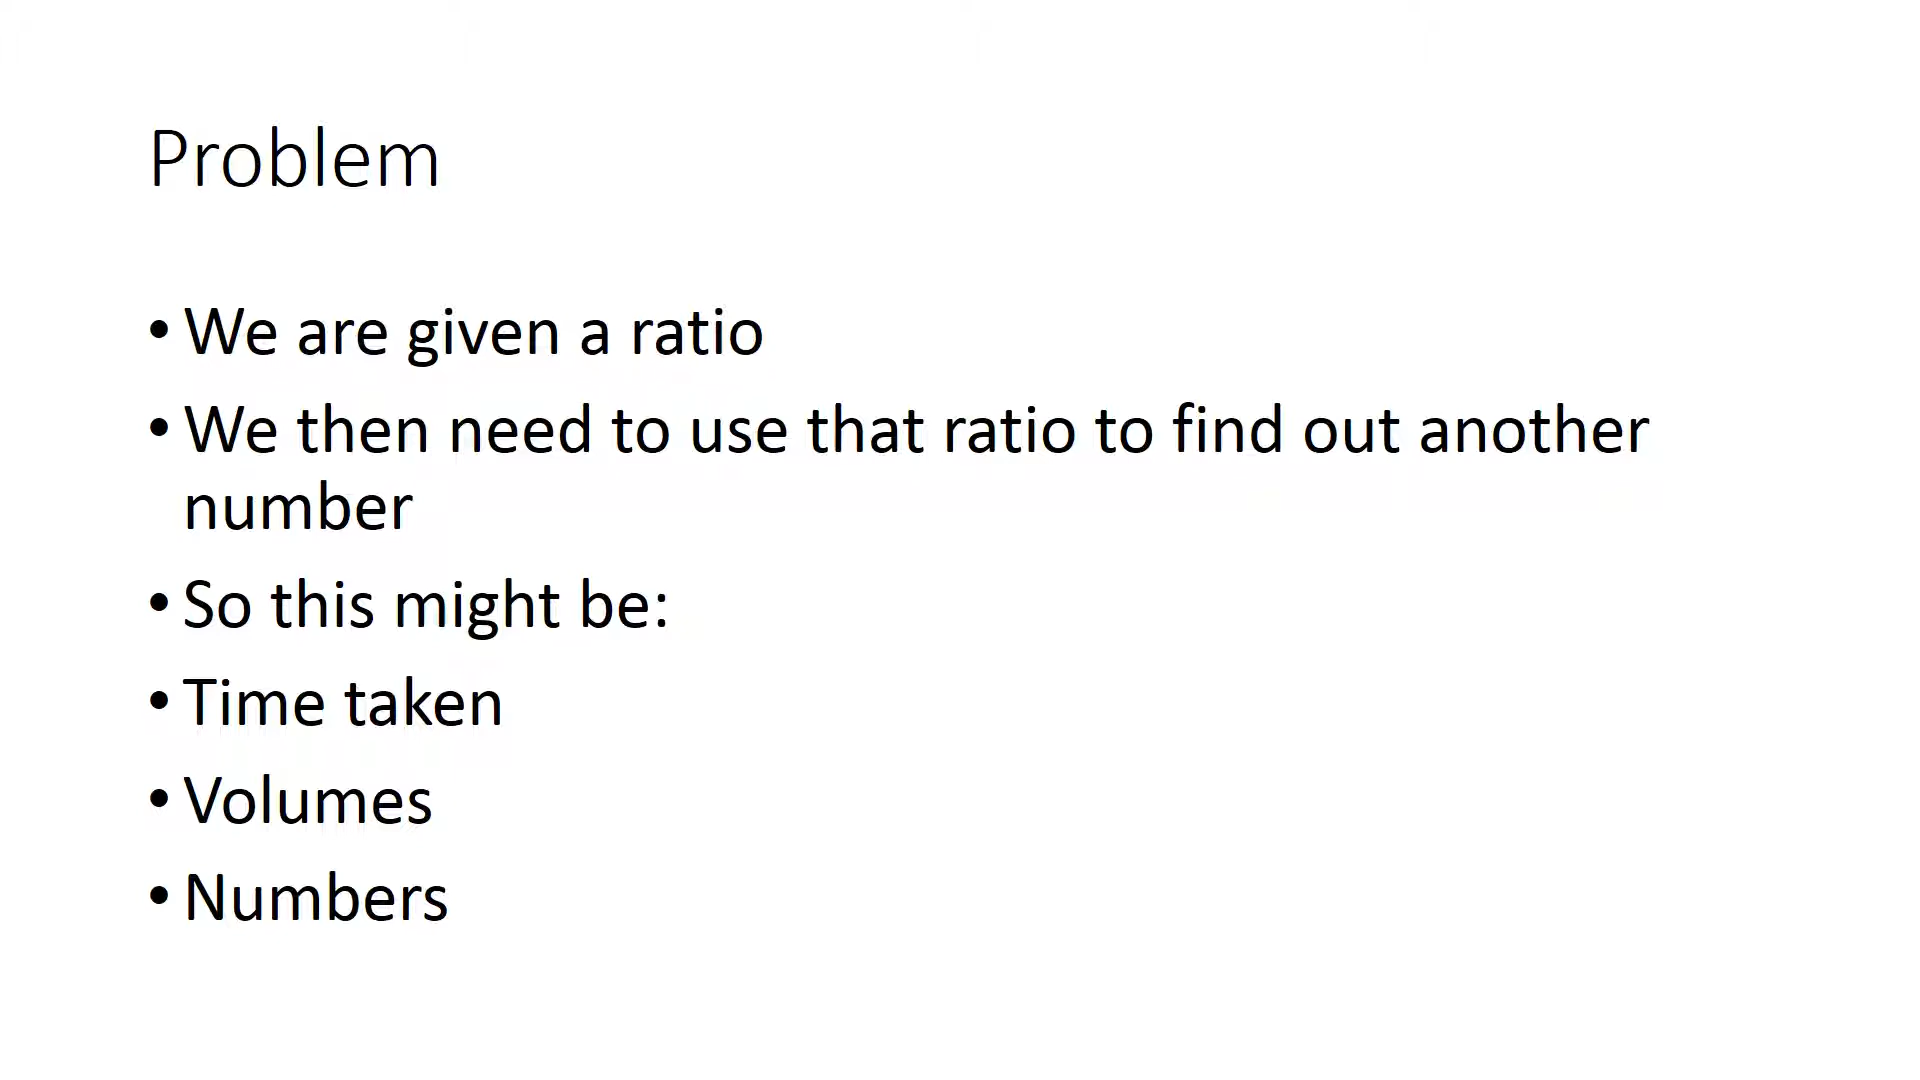 Problem
• We are given a ratio
• We then need to use that ratio to find out another
number
• So this might be:
• Time taken
• Volumes
• Numbers